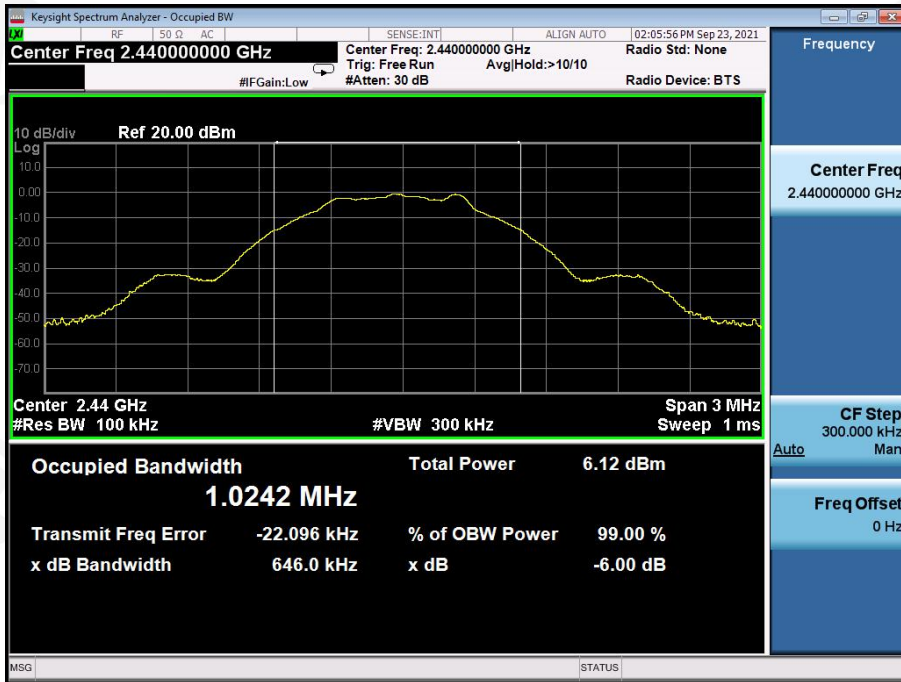 Keysight Spectrum Analyzer - Occupied BW
LXI RF 50 Ω AC SENSE:INT ALIGN AUTO 02:05:56 PM Sep 23, 2021
Center Freq 2.440000000 GHz
Center Freq: 2.440000000 GHz Radio Std: None
Trig: Free Run Avg|Hold:>10/10
#IFGain:Low #Atten: 30 dB Radio Device: BTS
10 dB/div Ref 20.00 dBm
Log
10.0
0.00
-10.0
-20.0
-30.0
-40.0
-50.0
-60.0
-70.0
Center 2.44 GHz Span 3 MHz
#Res BW 100 kHz #VBW 300 kHz Sweep 1 ms
Occupied Bandwidth Total Power 6.12 dBm
1.0242 MHz
Transmit Freq Error -22.096 kHz % of OBW Power 99.00 %
x dB Bandwidth 646.0 kHz x dB -6.00 dB
MSG STATUS
Frequency
Center Freq
2.440000000 GHz
CF Step
300.000 kHz
Auto Man
Freq Offset
0 Hz